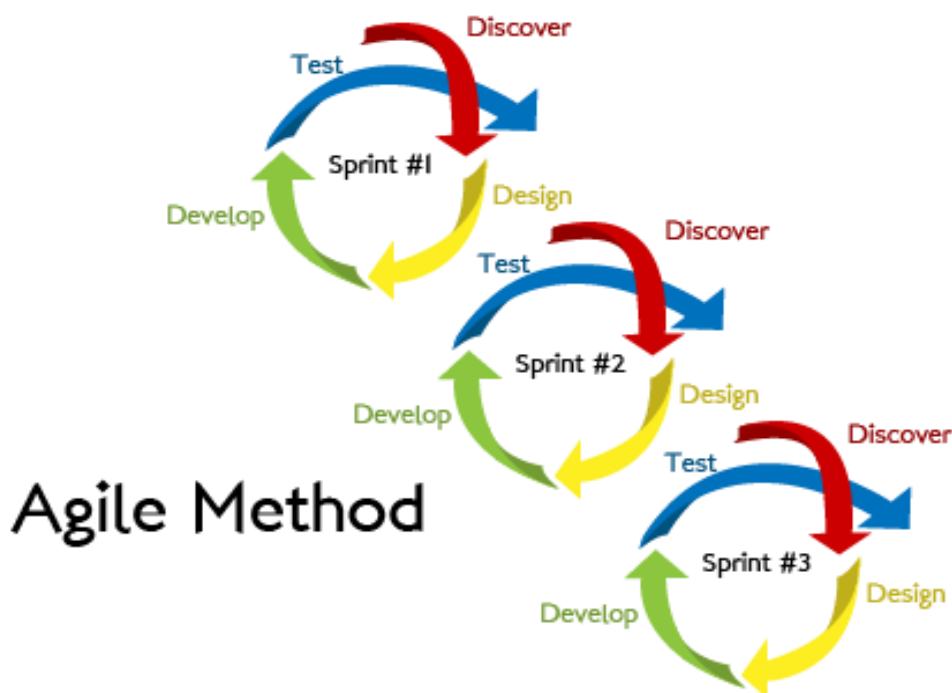 Discover
Test
Sprint #1
Design
Develop
Discover
Test
Sprint #2
Design
Develop
Discover
Test
Sprint #3
Design
Develop
Agile Method